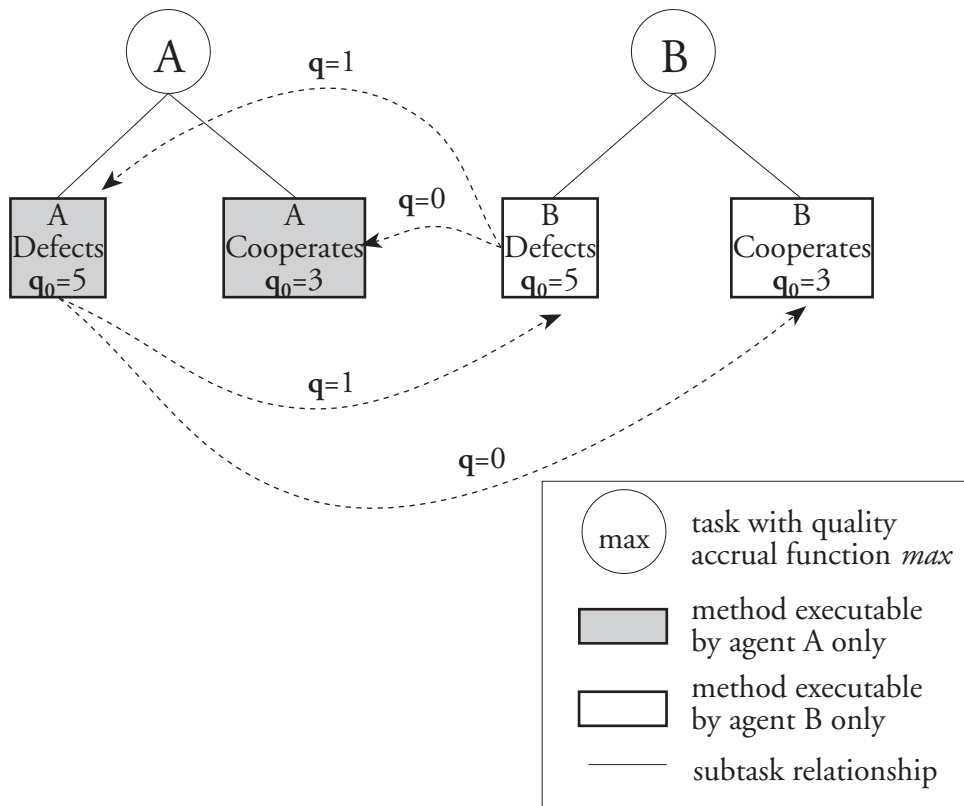 A
B
q=1
A
Defects
q0=5
A
Cooperates
q0=3
q=0
B
Defects
q0=5
B
Cooperates
q0=3
q=1
q=0
max
task with quality
accrual function max
method executable
by agent A only
method executable
by agent B only
subtask relationship